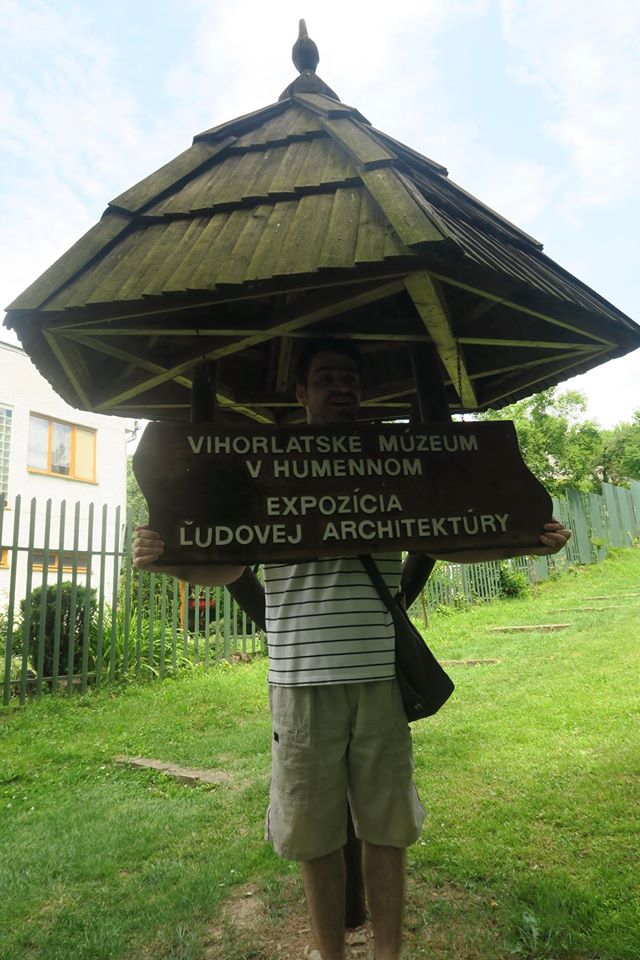 VIHORLATSKE MÚZEUM
V HUMENNOM
EXPOZÍCIA
ĽUDOVEJ ARCHITEKTÚRY